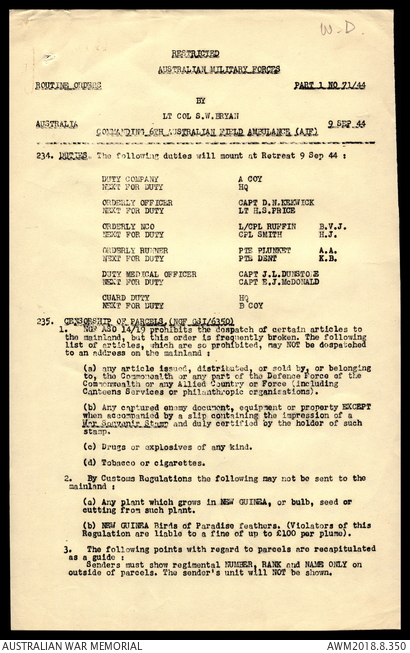 W.D.
RESTRICTED
AUSTRALIAN MILITARY FORCES
ROUTINE ORDERS PART 1 NO 71/44
BY
LT COL S.W.BRYAN
AUSTRALIA 9 SEP 44
COMMANDING 6TH AUSTRALIAN FIELD AMBULANCE (AIF)
234. DUTIES The following duties will mount at Retreat 9 Sep 44 :
DUTY COMPANY A COY
NEXT FOR DUTY HQ
ORDERLY OFFICER CAPT D.N.KERWICK
NEXT FOR DUTY LT H.S.PRICE
ORDERLY NCO L/CPL RUFFIN B.V.J.
NEXT FOR DUTY CPL SMITH H.J.
ORDERLY RUNNER PTE PLUNKET A.A.
NEXT FOR DUTY PTE DENT K.B.
DUTY MEDICAL OFFICER CAPT J.L.DUNSTONE
NEXT FOR DUTY CAPT E.J.McDONALD
GUARD DUTY HQ
NEXT FOR DUTY B COY
235. CENSORSHIP OF PARCELS (NGF GSI/6350)
1. NGF ASO 14/19 prohibits the despatch of certain articles to
the mainland, but this order is frequently broken. The following
list of articles, which are so prohibited, may NOT be despatched
to an address on the mainland :
(a) any article issued, distributed, or sold by, or belonging
to, the Commonwealth or any part of the Defence Force of the
Commonwealth or any Allied Country or Force (including
Canteens Services or philanthropic organizations).
(b) Any captured enemy document, equipment or property EXCEPT
when accompanied by a slip containing the impression of a
War Souvenir Stamp and duly certified by the holder of such
stamp.
(c) Drugs or explosives of any kind.
(d) Tobacco or cigarettes.
2. By Customs Regulations the following may not be sent to the
mainland :
(a) Any plant which grows in NEW GUINEA, or bulb, seed or
cutting from such plant.
(b) NEW GUINEA Birds of Paradise feathers. (Violators of this
Regulation are liable to a fine of up to £100 per plume).
3. The following points with regard to parcels are recapitulated
as a guide :
Senders must show regimental NUMBER, RANK and NAME ONLY on
outside of parcels. The sender's unit will NOT be shown.
AUSTRALIAN WAR MEMORIAL AWM2018.8.350